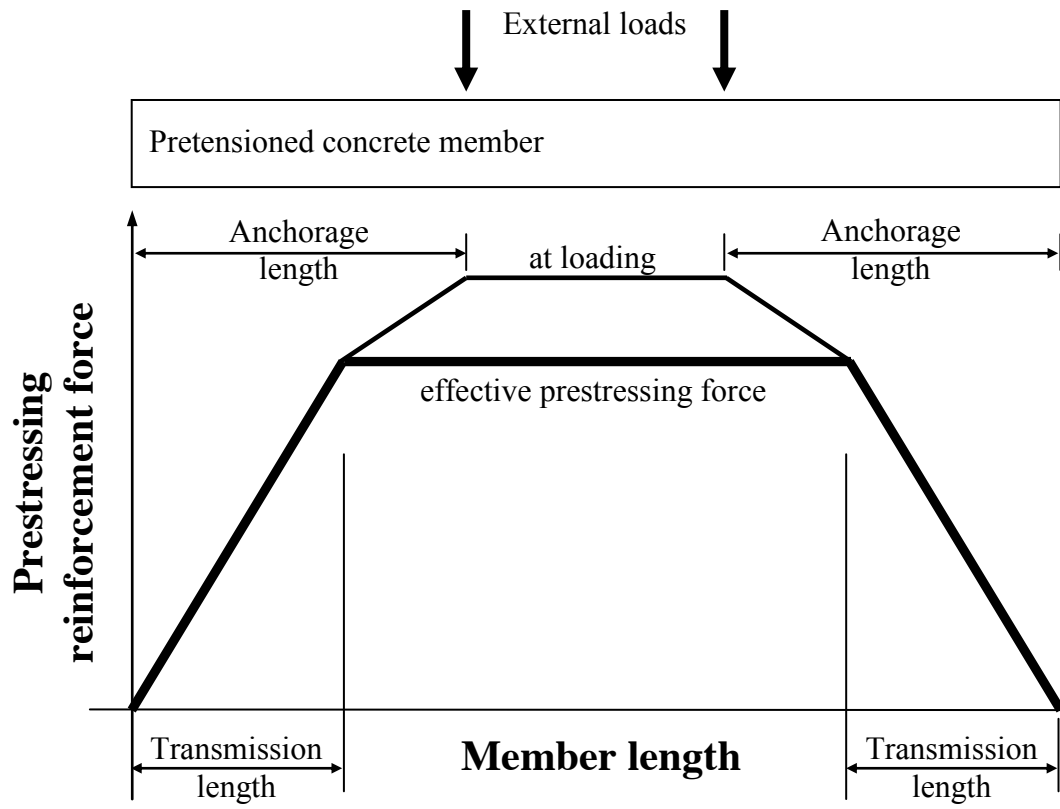 External loads
Pretensioned concrete member
Anchorage
length
Anchorage
length
at loading
effective prestressing force
Prestressing
reinforcement force
Transmission
length
Member length
Transmission
length